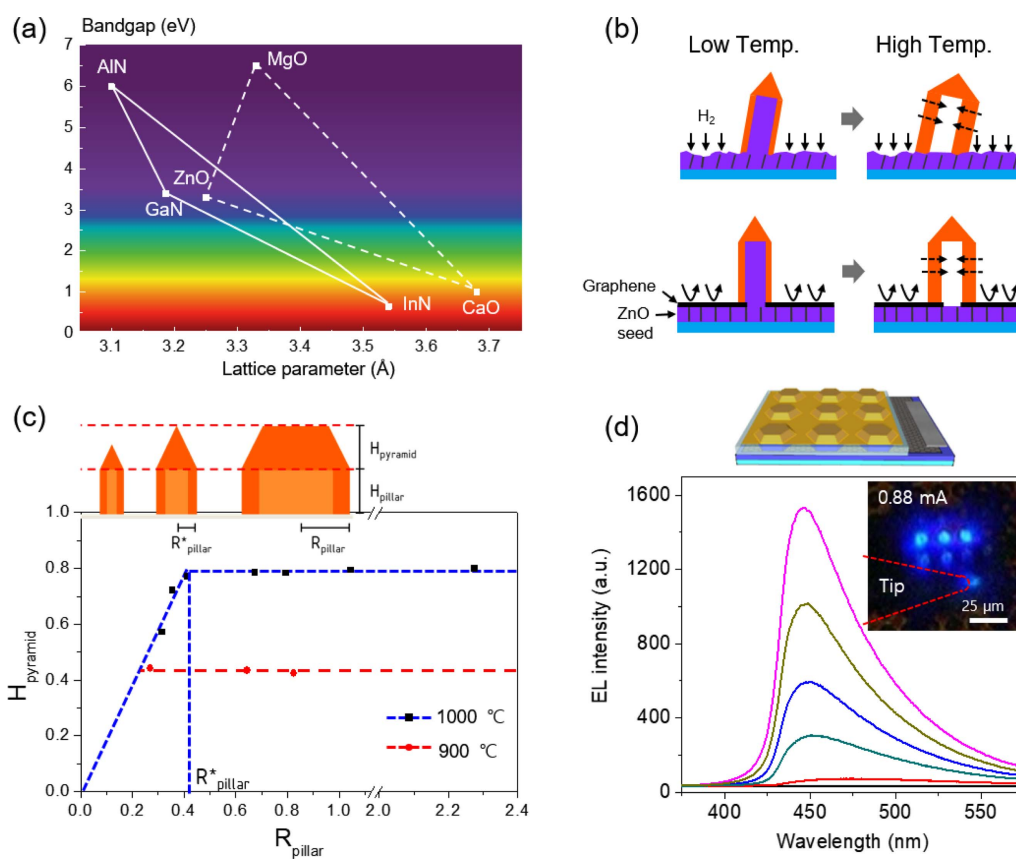 (a)
Bandgap (eV)
7
6
5
4
3
2
1
0
AlN
MgO
ZnO
GaN
InN
CaO
3.1 3.2 3.3 3.4 3.5 3.6 3.7
Lattice parameter (Å)
(b)
Low Temp. High Temp.
H2
Graphene
ZnO
seed
(c)
Hpyramid
Hpillar
R*pillar
Rpillar
1.0
0.8
0.6
0.4
0.2
0.0
Hpyramid
1000 ℃
900 ℃
R*pillar
0.0 0.2 0.4 0.6 0.8 1.0 2.0 2.2 2.4
Rpillar
(d)
1600
1200
800
400
0
EL intensity (a.u.)
0.88 mA
Tip
25 µm
400 450 500 550
Wavelength (nm)